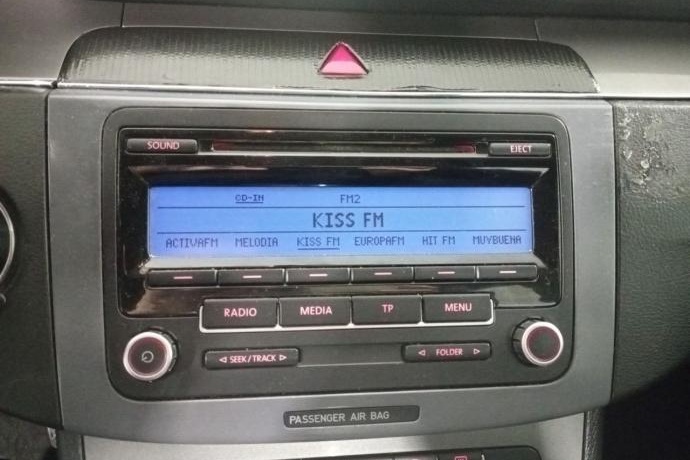 SOUND EJECT
CD-IN FM2
KISS FM
ACTIVAFM MELODIA KISS FM EUROPAFM HIT FM MUYBUENA
RADIO MEDIA TP MENU
SEEK/TRACK FOLDER
PASSENGER AIR BAG